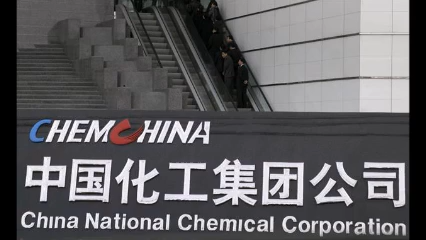 CHEMCHINA
中国化工集团公司
China National Chemical Corporation